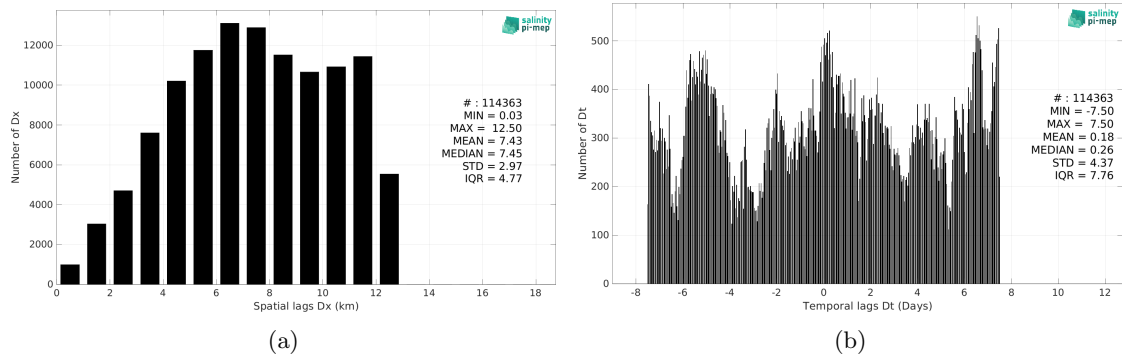 salinity
pi-mep
12000
10000
8000
6000
4000
2000
0
Number of Dx
# : 114363
MIN = 0.03
MAX = 12.50
MEAN = 7.43
MEDIAN = 7.45
STD = 2.97
IQR = 4.77
0 2 4 6 8 10 12 14 16 18
Spatial lags Dx (km)
(a)
salinity
pi-mep
500
400
300
200
100
0
Number of Dt
# : 114363
MIN = -7.50
MAX = 7.50
MEAN = 0.18
MEDIAN = 0.26
STD = 4.37
IQR = 7.76
-8 -6 -4 -2 0 2 4 6 8 10 12
Temporal lags Dt (Days)
(b)